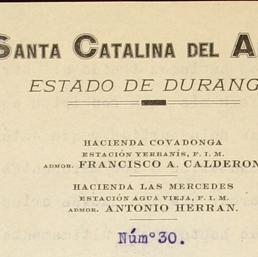 SANTA CATALINA DEL A
ESTADO DE DURANG
HACIENDA COVADONGA
ESTACIÓN YERBANÍS, F. I. M.
ADMOR. FRANCISCO A. CALDERON
HACIENDA LAS MERCEDES
ESTACIÓN AGUA VIEJA, F. I. M.
ADMOR. ANTONIO HERRAN.
Núm° 30.